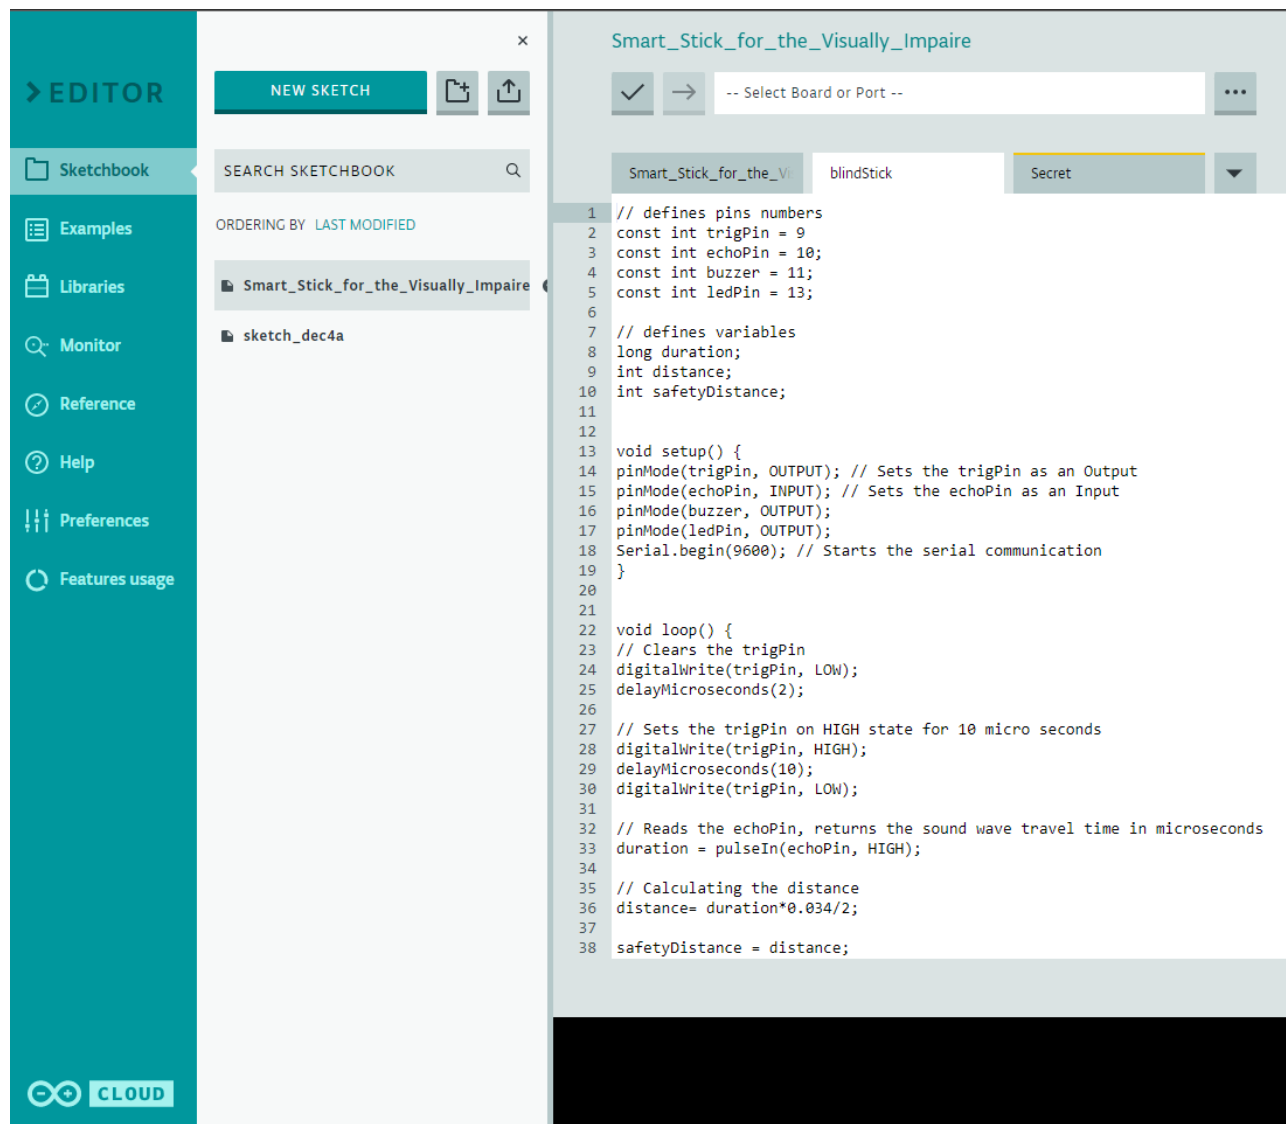 EDITOR
Sketchbook
Examples
Libraries
Monitor
Reference
Help
Preferences
Features usage
CLOUD
×
NEW SKETCH
SEARCH SKETCHBOOK
ORDERING BY LAST MODIFIED
Smart_Stick_for_the_Visually_Impaire
sketch_dec4a
Smart_Stick_for_the_Visually_Impaire
-- Select Board or Port --
Smart_Stick_for_the_Vi blindStick Secret
1 // defines pins numbers
2 const int trigPin = 9
3 const int echoPin = 10;
4 const int buzzer = 11;
5 const int ledPin = 13;
6
7 // defines variables
8 long duration;
9 int distance;
10 int safetyDistance;
11
12
13 void setup() {
14 pinMode(trigPin, OUTPUT); // Sets the trigPin as an Output
15 pinMode(echoPin, INPUT); // Sets the echoPin as an Input
16 pinMode(buzzer, OUTPUT);
17 pinMode(ledPin, OUTPUT);
18 Serial.begin(9600); // Starts the serial communication
19 }
20
21
22 void loop() {
23 // Clears the trigPin
24 digitalWrite(trigPin, LOW);
25 delayMicroseconds(2);
26
27 // Sets the trigPin on HIGH state for 10 micro seconds
28 digitalWrite(trigPin, HIGH);
29 delayMicroseconds(10);
30 digitalWrite(trigPin, LOW);
31
32 // Reads the echoPin, returns the sound wave travel time in microseconds
33 duration = pulseIn(echoPin, HIGH);
34
35 // Calculating the distance
36 distance= duration*0.034/2;
37
38 safetyDistance = distance;